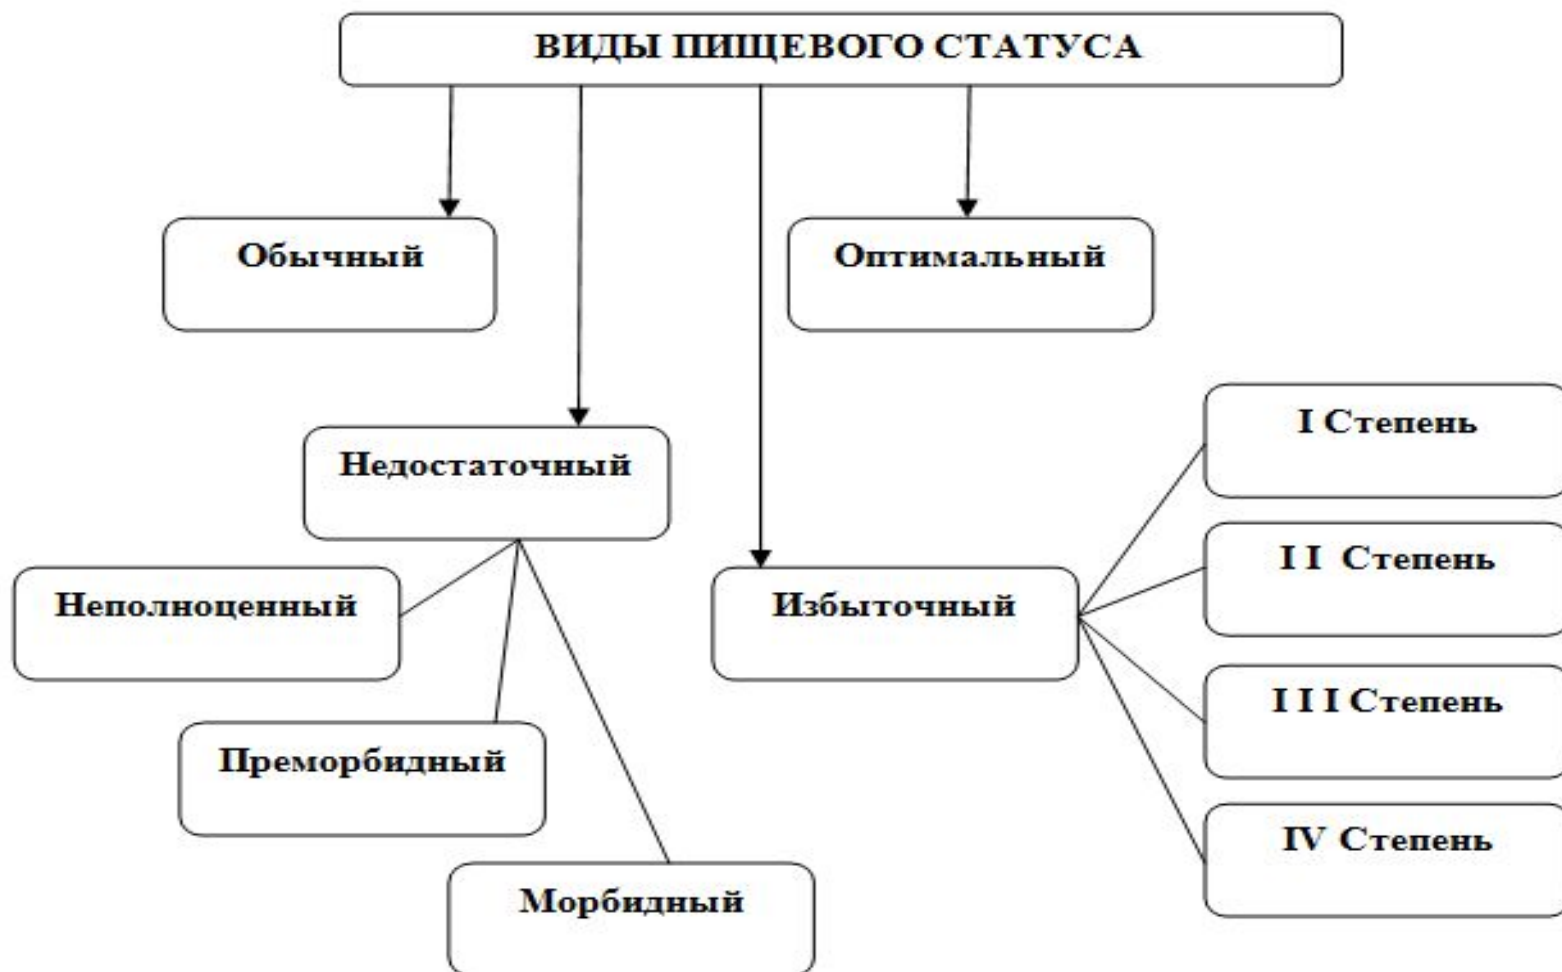 ВИДЫ ПИЩЕВОГО СТАТУСА
Обычный
Оптимальный
Недостаточный
I Степень
I I Степень
Неполноценный
Избыточный
I I I Степень
Преморбидный
IV Степень
Морбидный